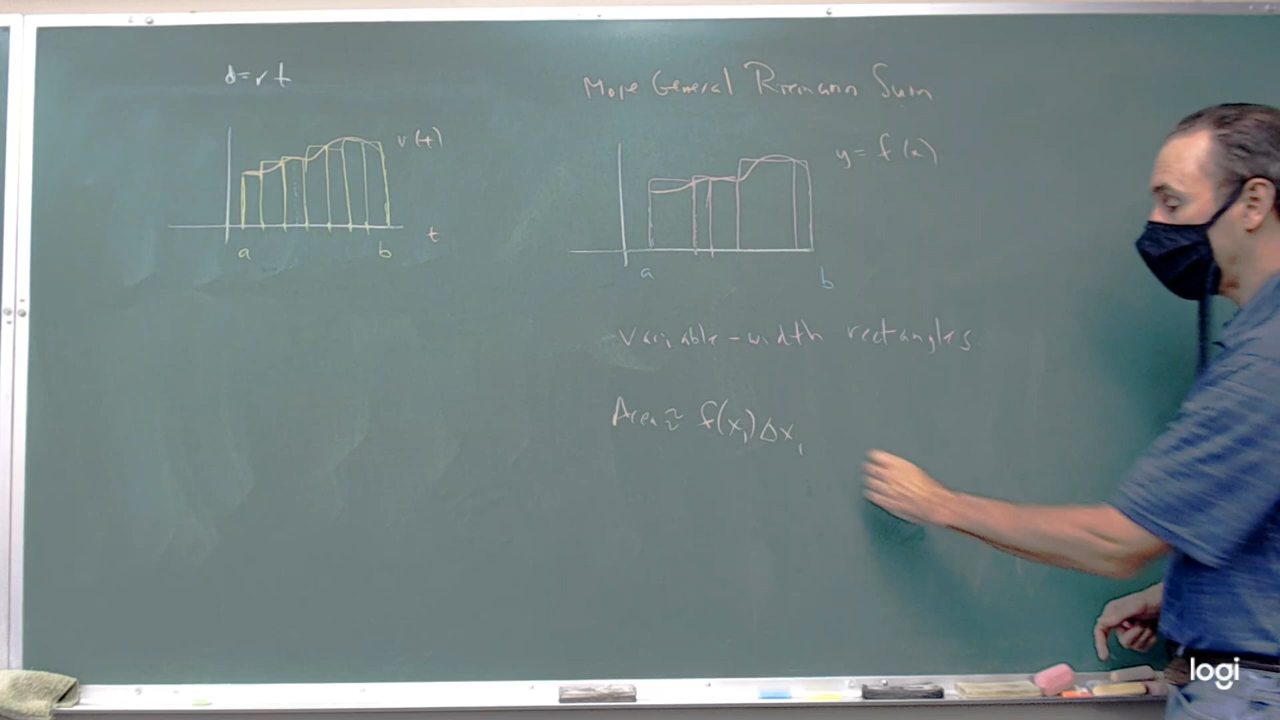 d = r t
v(t)
t
a
b
More General Riemann Sum
y = f(x)
a
b
Variable-width rectangles
Area ≈ f(x₁)Δx₁
logi